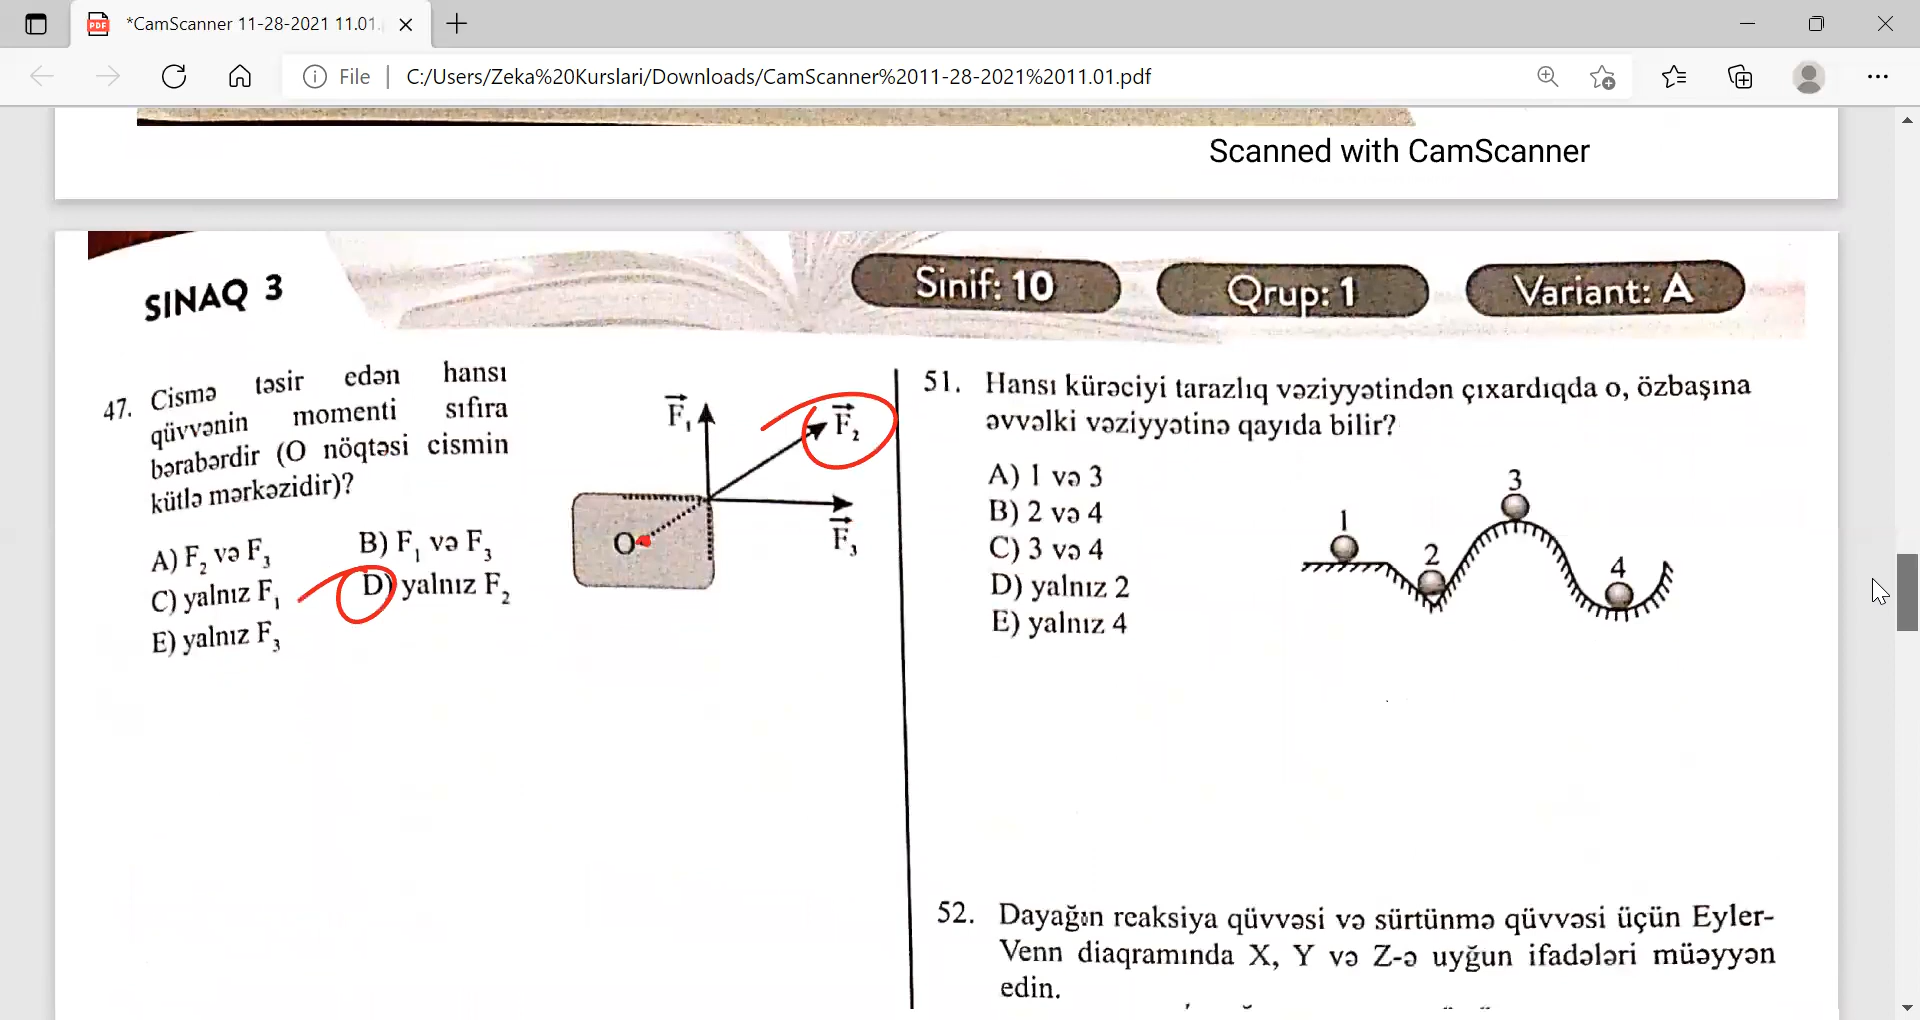 *CamScanner 11-28-2021 11.01.
File
C:/Users/Zeka%20Kurslari/Downloads/CamScanner%2011-28-2021%2011.01.pdf
Scanned with CamScanner
SINAQ 3
Sinif: 10
Qrup: 1
Variant: A
47. Cismə təsir edən hansı
qüvvənin momenti sıfıra
bərabərdir (O nöqtəsi cismin
kütlə mərkəzidir)?
A) F₂ və F₃
B) F₁ və F₃
C) yalnız F₁
D) yalnız F₂
E) yalnız F₃
F₁
F₂
F₃
O
51. Hansı kürəciyi tarazlıq vəziyyətindən çıxardıqda o, özbaşına
əvvəlki vəziyyətinə qayıda bilir?
A) 1 və 3
B) 2 və 4
C) 3 və 4
D) yalnız 2
E) yalnız 4
1
2
3
4
52. Dayağın reaksiya qüvvəsi və sürtünmə qüvvəsi üçün Eyler-
Venn diaqramında X, Y və Z-ə uyğun ifadələri müəyyən
edin.